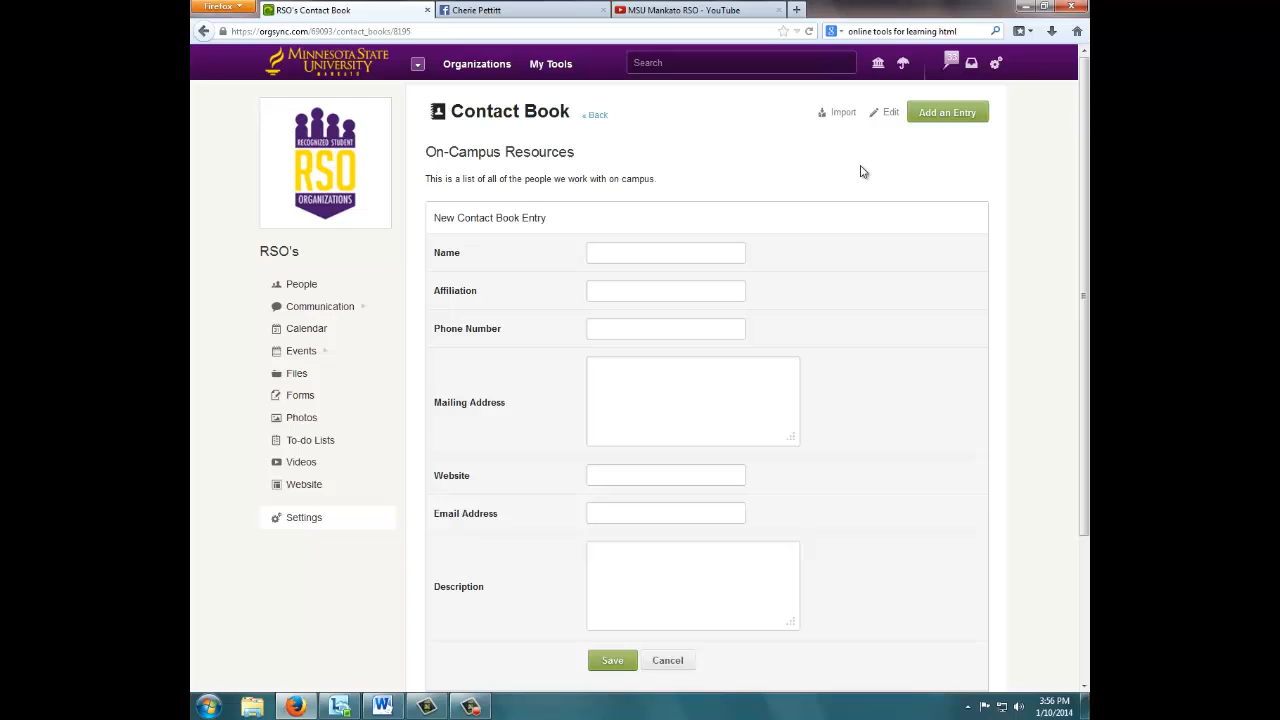 Firefox
RSO's Contact Book
Cherie Pettitt
MSU Mankato RSO - YouTube
https://orgsync.com/69093/contact_books/8195
online tools for learning html
MINNESOTA STATE
UNIVERSITY
MANKATO
Organizations
My Tools
Search
33
RECOGNIZED STUDENT
RSO
ORGANIZATIONS
RSO's
People
Communication
Calendar
Events
Files
Forms
Photos
To-do Lists
Videos
Website
Settings
Contact Book
« Back
Import
Edit
Add an Entry
On-Campus Resources
This is a list of all of the people we work with on campus.
New Contact Book Entry
Name
Affiliation
Phone Number
Mailing Address
Website
Email Address
Description
Save
Cancel
3:56 PM
1/10/2014